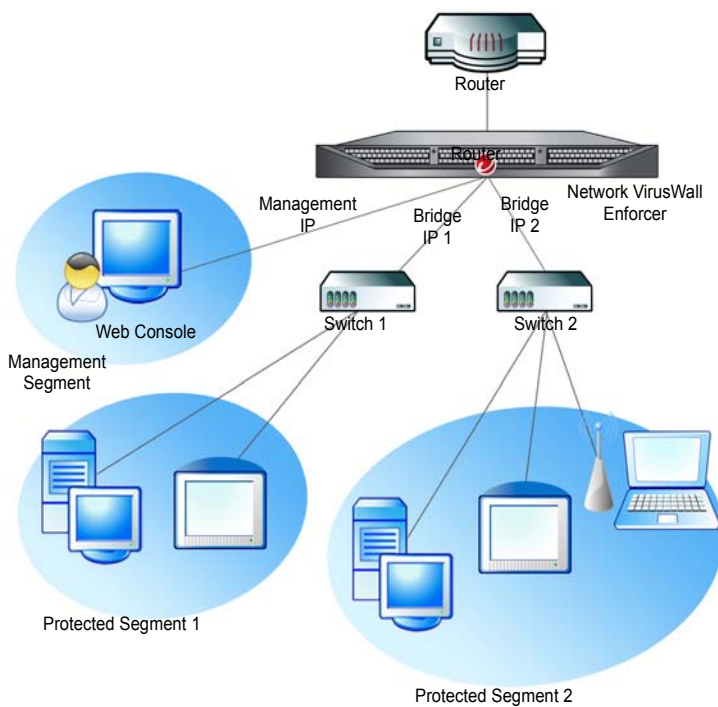 Router
Router
Network VirusWall
Enforcer
Management
IP
Bridge
IP 1
Bridge
IP 2
Web Console
Management
Segment
Switch 1
Switch 2
Protected Segment 1
Protected Segment 2